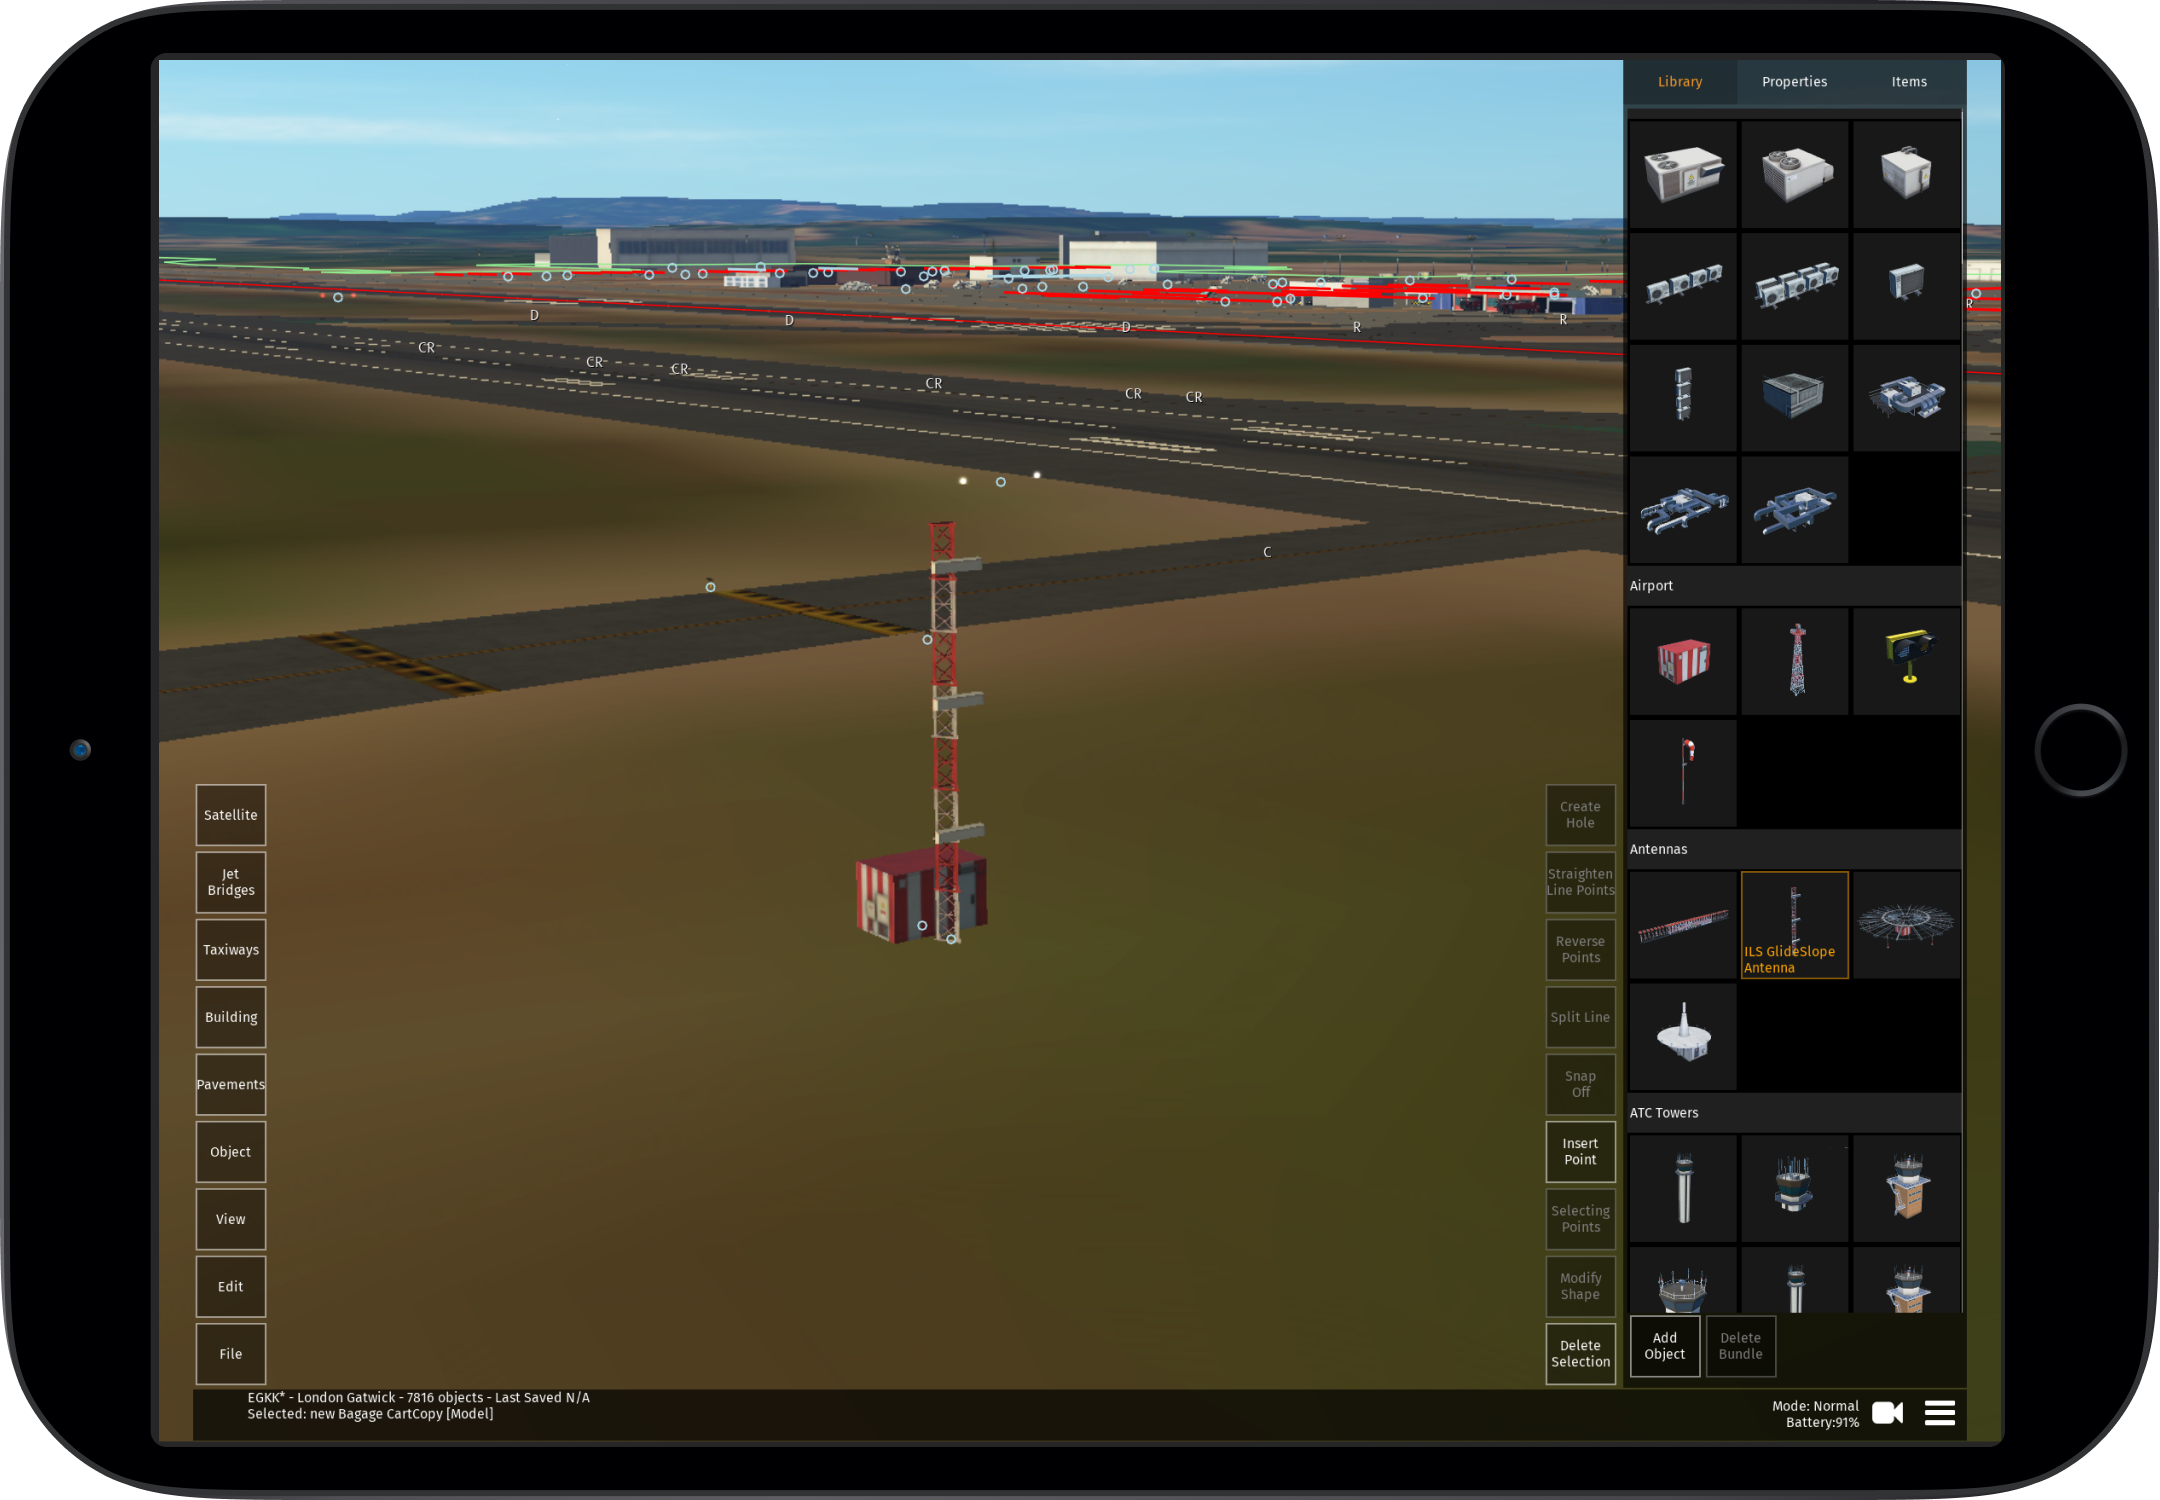 Library
Properties
Items
D
D
D
R
R
R
CR
CR
CR
CR
CR
CR
C
Airport
Antennas
ILS GlideSlope
Antenna
ATC Towers
Satellite
Jet
Bridges
Taxiways
Building
Pavements
Object
View
Edit
File
Create
Hole
Straighten
Line Points
Reverse
Points
Split Line
Snap
Off
Insert
Point
Selecting
Points
Modify
Shape
Delete
Selection
Add
Object
Delete
Bundle
EGKK* - London Gatwick - 7816 objects - Last Saved N/A
Selected: new Bagage CartCopy [Model]
Mode: Normal
Battery:91%